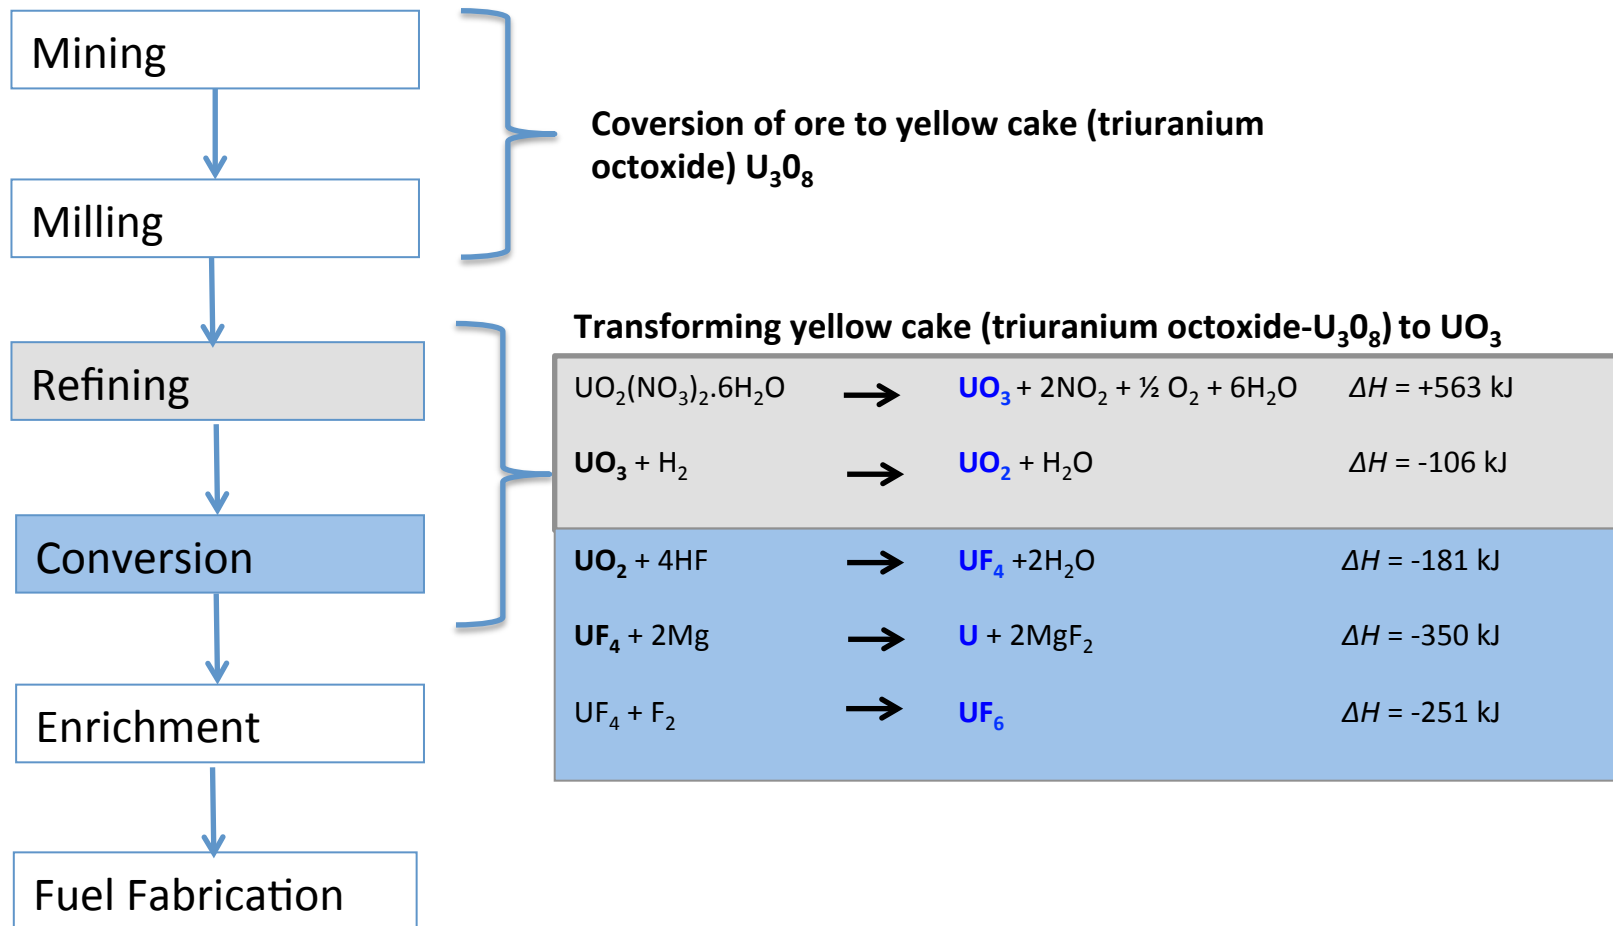 Mining
Coversion of ore to yellow cake (triuranium
octoxide) U₃0₈
Milling
Transforming yellow cake (triuranium octoxide-U₃0₈) to UO₃
Refining
UO₂(NO₃)₂.6H₂O → UO₃ + 2NO₂ + ½ O₂ + 6H₂O ΔH = +563 kJ
UO₃ + H₂ → UO₂ + H₂O ΔH = -106 kJ
Conversion
UO₂ + 4HF → UF₄ +2H₂O ΔH = -181 kJ
UF₄ + 2Mg → U + 2MgF₂ ΔH = -350 kJ
UF₄ + F₂ → UF₆ ΔH = -251 kJ
Enrichment
Fuel Fabrication